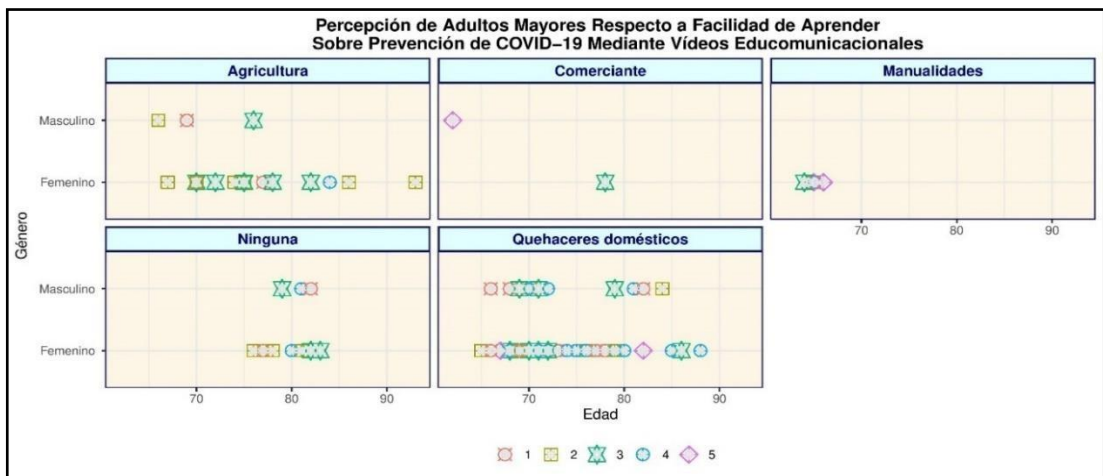 Percepción de Adultos Mayores Respecto a Facilidad de Aprender
Sobre Prevención de COVID−19 Mediante Vídeos Educomunicacionales
Agricultura
Comerciante
Manualidades
Masculino
Femenino
70 80 90
Género
Ninguna
Quehaceres domésticos
Masculino
Femenino
70 80 90
70 80 90
Edad
1 2 3 4 5